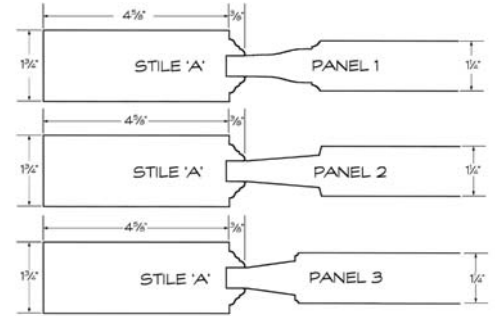 4⅝" ⅜"
1¾" STILE 'A' PANEL 1 1¼"
4⅝" ⅜"
1¾" STILE 'A' PANEL 2 1¼"
4⅝" ⅜"
1¾" STILE 'A' PANEL 3 1¼"